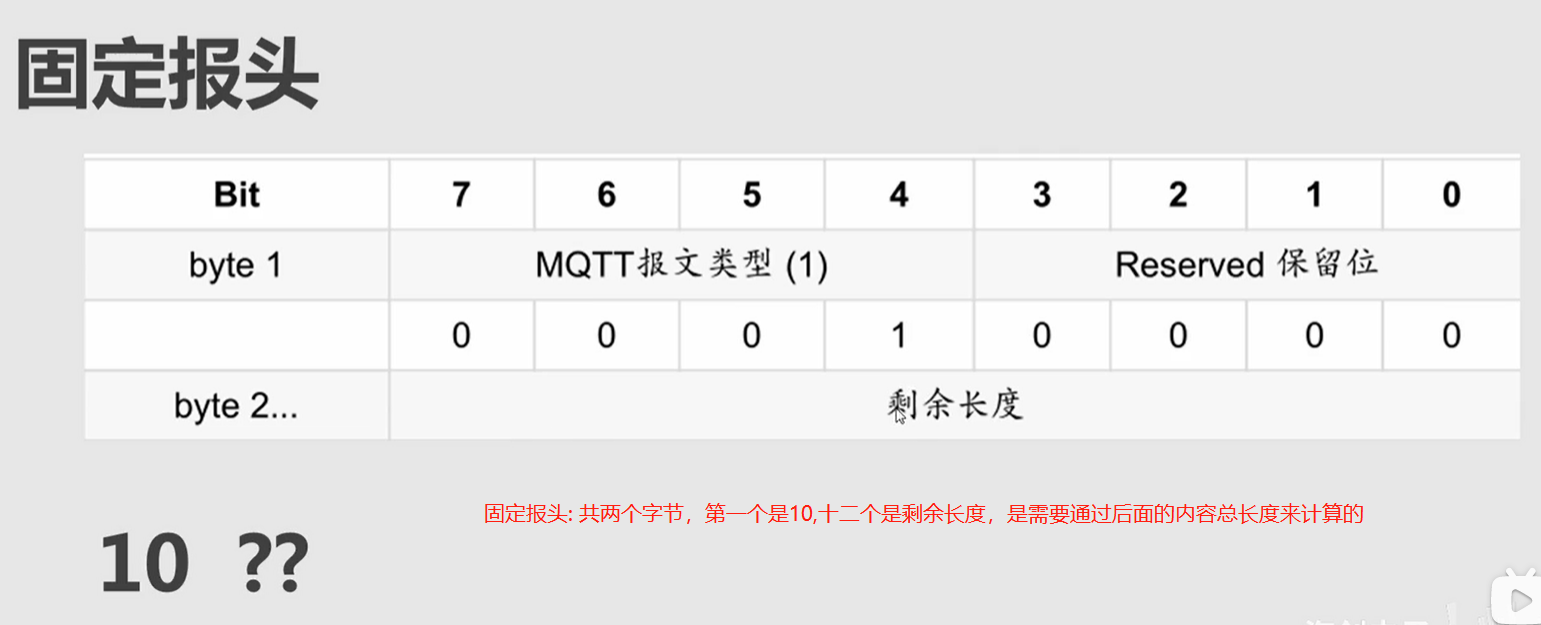 固定报头
Bit 7 6 5 4 3 2 1 0
byte 1 MQTT报文类型 (1) Reserved 保留位
0 0 0 1 0 0 0 0
byte 2... 剩余长度
固定报头: 共两个字节，第一个是10,十二个是剩余长度，是需要通过后面的内容总长度来计算的
10 ??